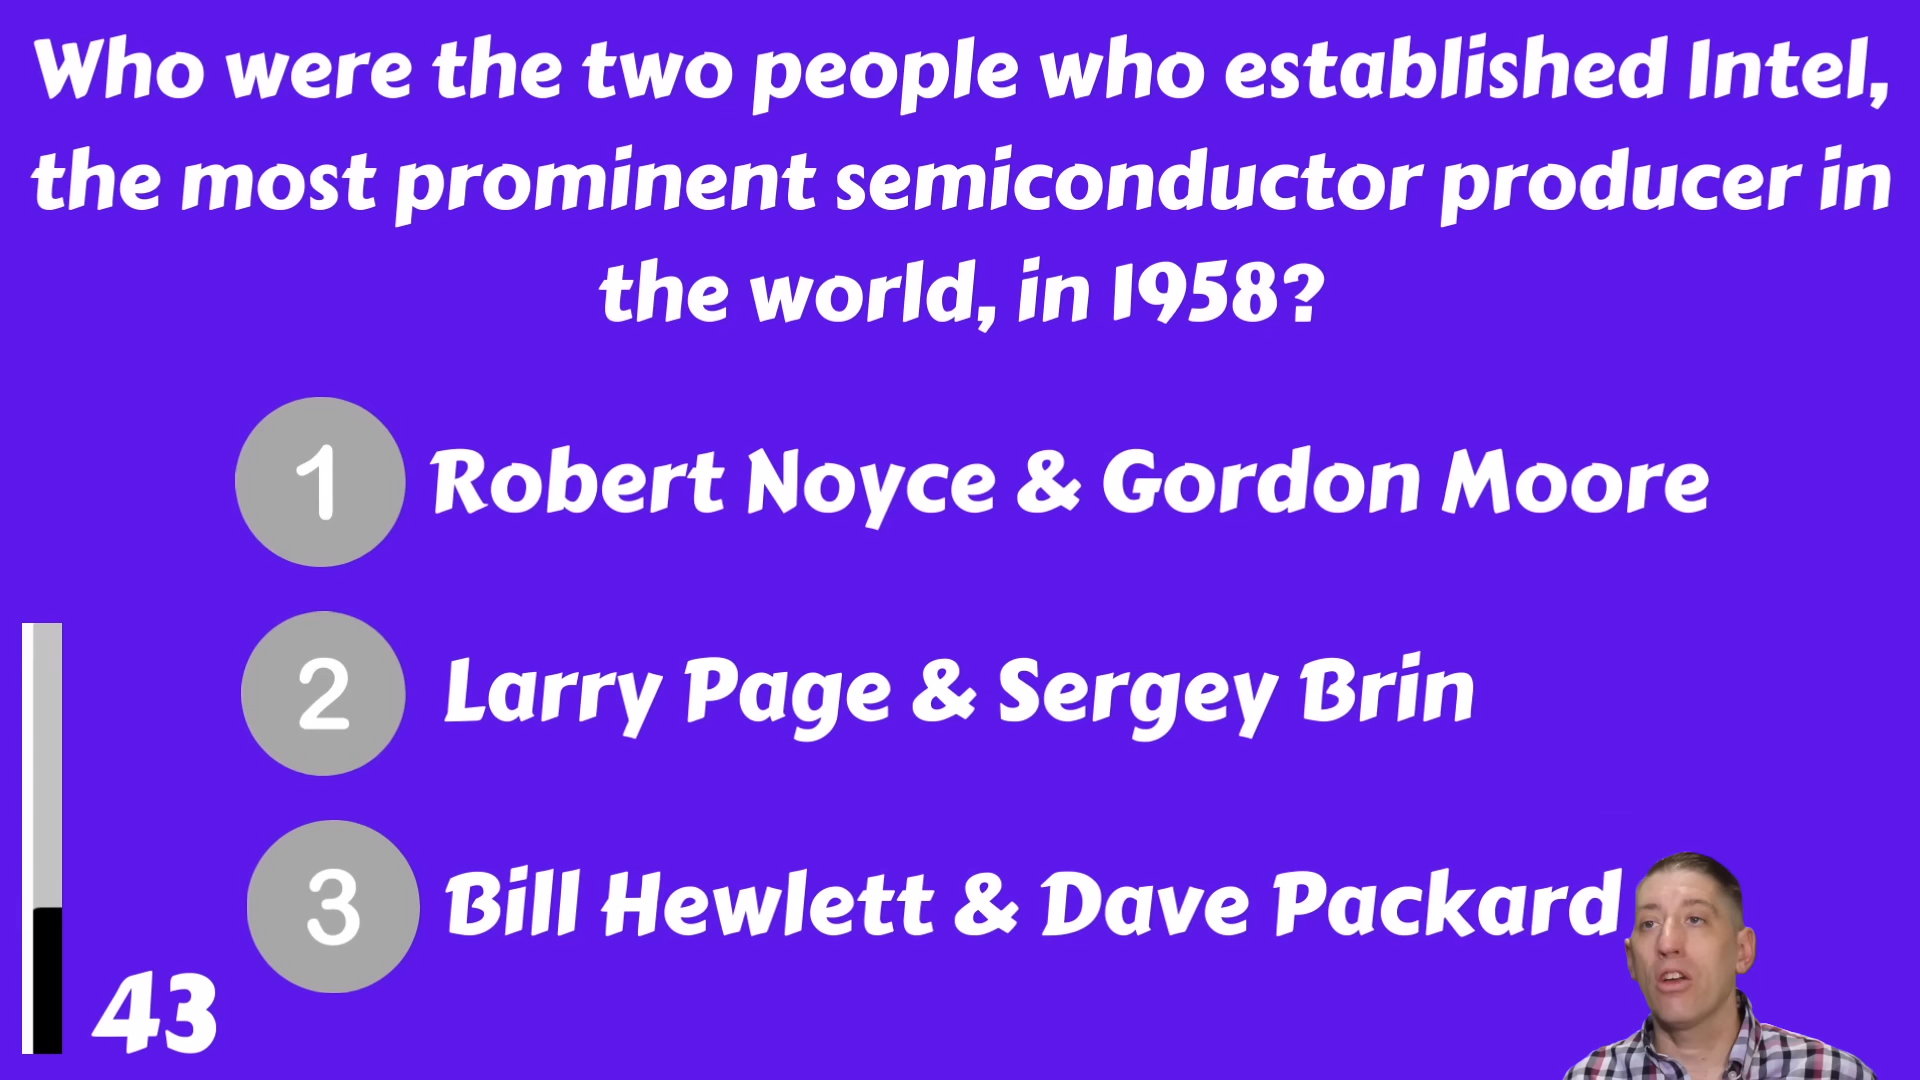 Who were the two people who established Intel,
the most prominent semiconductor producer in
the world, in 1958?
1 Robert Noyce & Gordon Moore
2 Larry Page & Sergey Brin
3 Bill Hewlett & Dave Packard
43